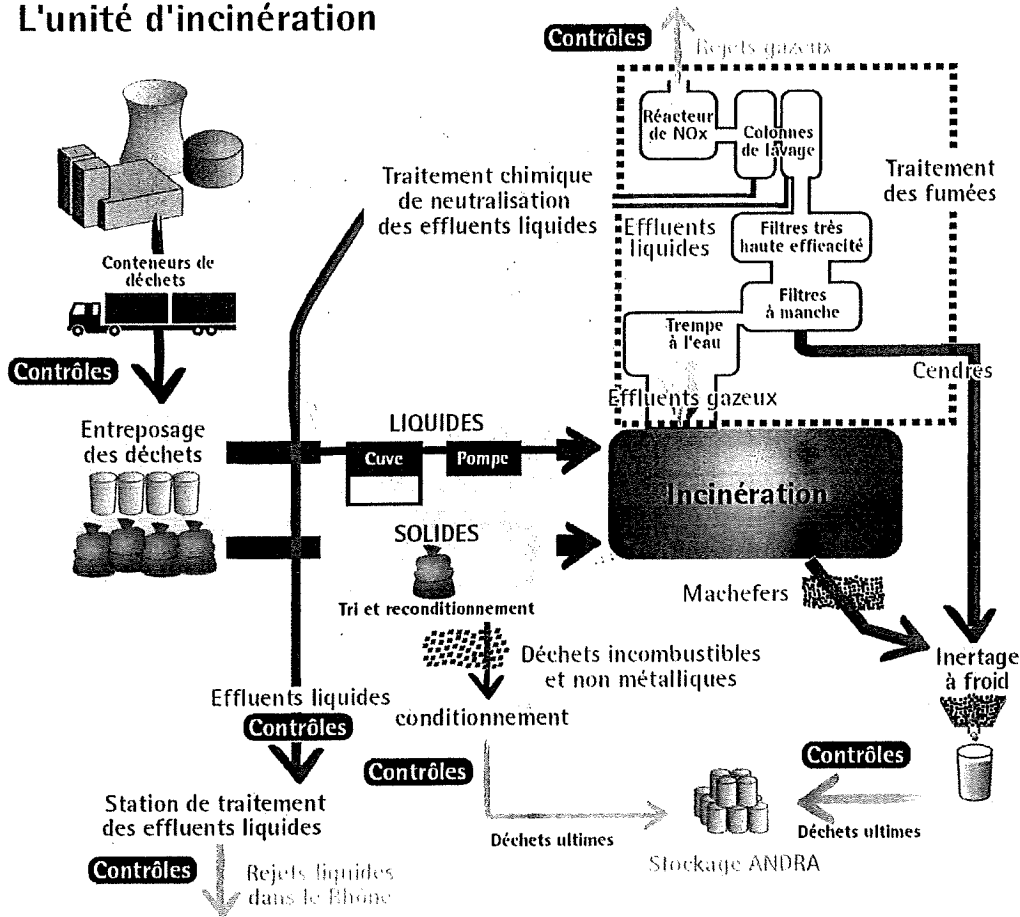 L'unité d'incinération
Contrôles
Rejets gazeux
Réacteur
de NOx
Colonnes
de lavage
Traitement
des fumées
Traitement chimique
de neutralisation
des effluents liquides
Effluents
liquides
Filtres très
haute efficacité
Filtres
à manche
Trempe
à l'eau
Cendres
Effluents gazeux
Conteneurs de
déchets
Contrôles
Entreposage
des déchets
LIQUIDES
Cuve
Pompe
Incinération
SOLIDES
Tri et reconditionnement
Machefers
Déchets incombustibles
et non métalliques
Inertage
à froid
Effluents liquides
Contrôles
conditionnement
Contrôles
Contrôles
Station de traitement
des effluents liquides
Déchets ultimes
Déchets ultimes
Stockage ANDRA
Contrôles
Rejets liquides
dans le Rhône